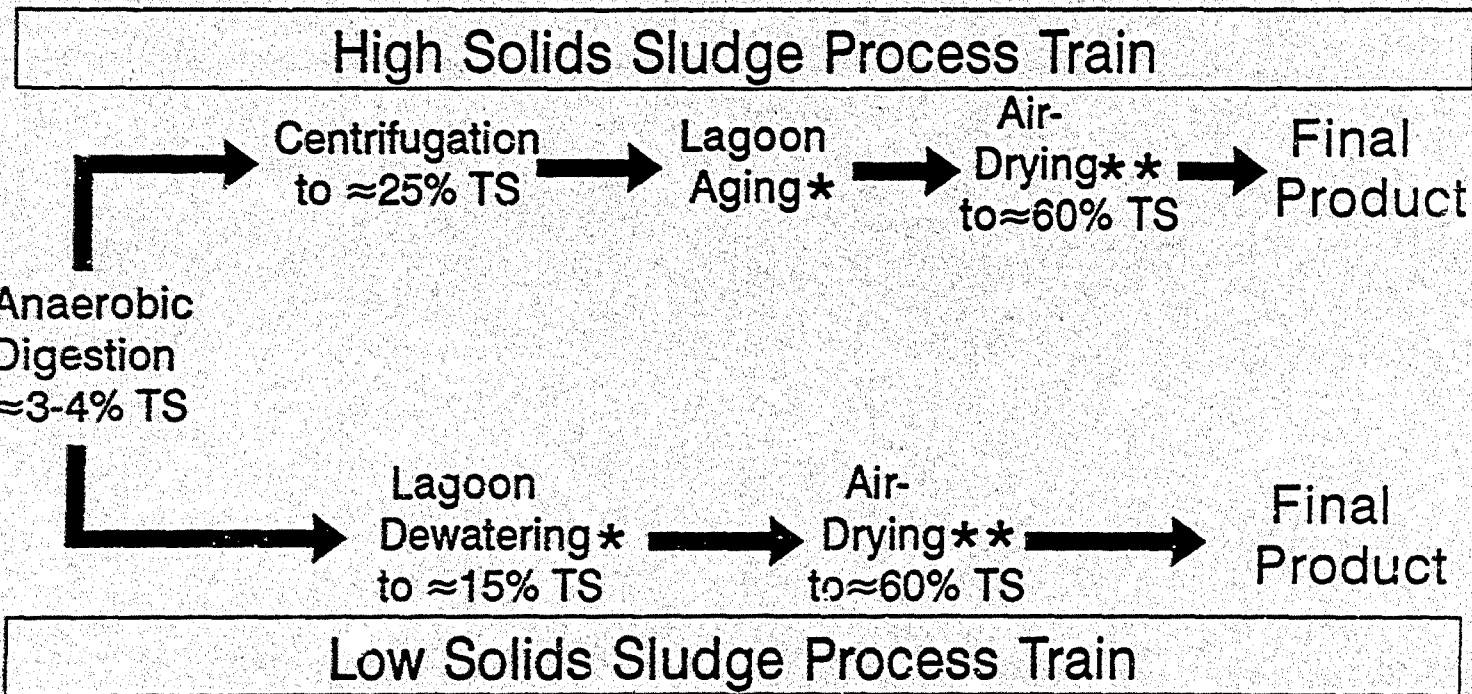 High Solids Sludge Process Train
Centrifugation
to ≈25% TS
Lagoon
Aging*
Air-
Drying**
to≈60% TS
Final
Product
Anaerobic
Digestion
≈3-4% TS
Lagoon
Dewatering*
to ≈15% TS
Air-
Drying**
to≈60% TS
Final
Product
Low Solids Sludge Process Train